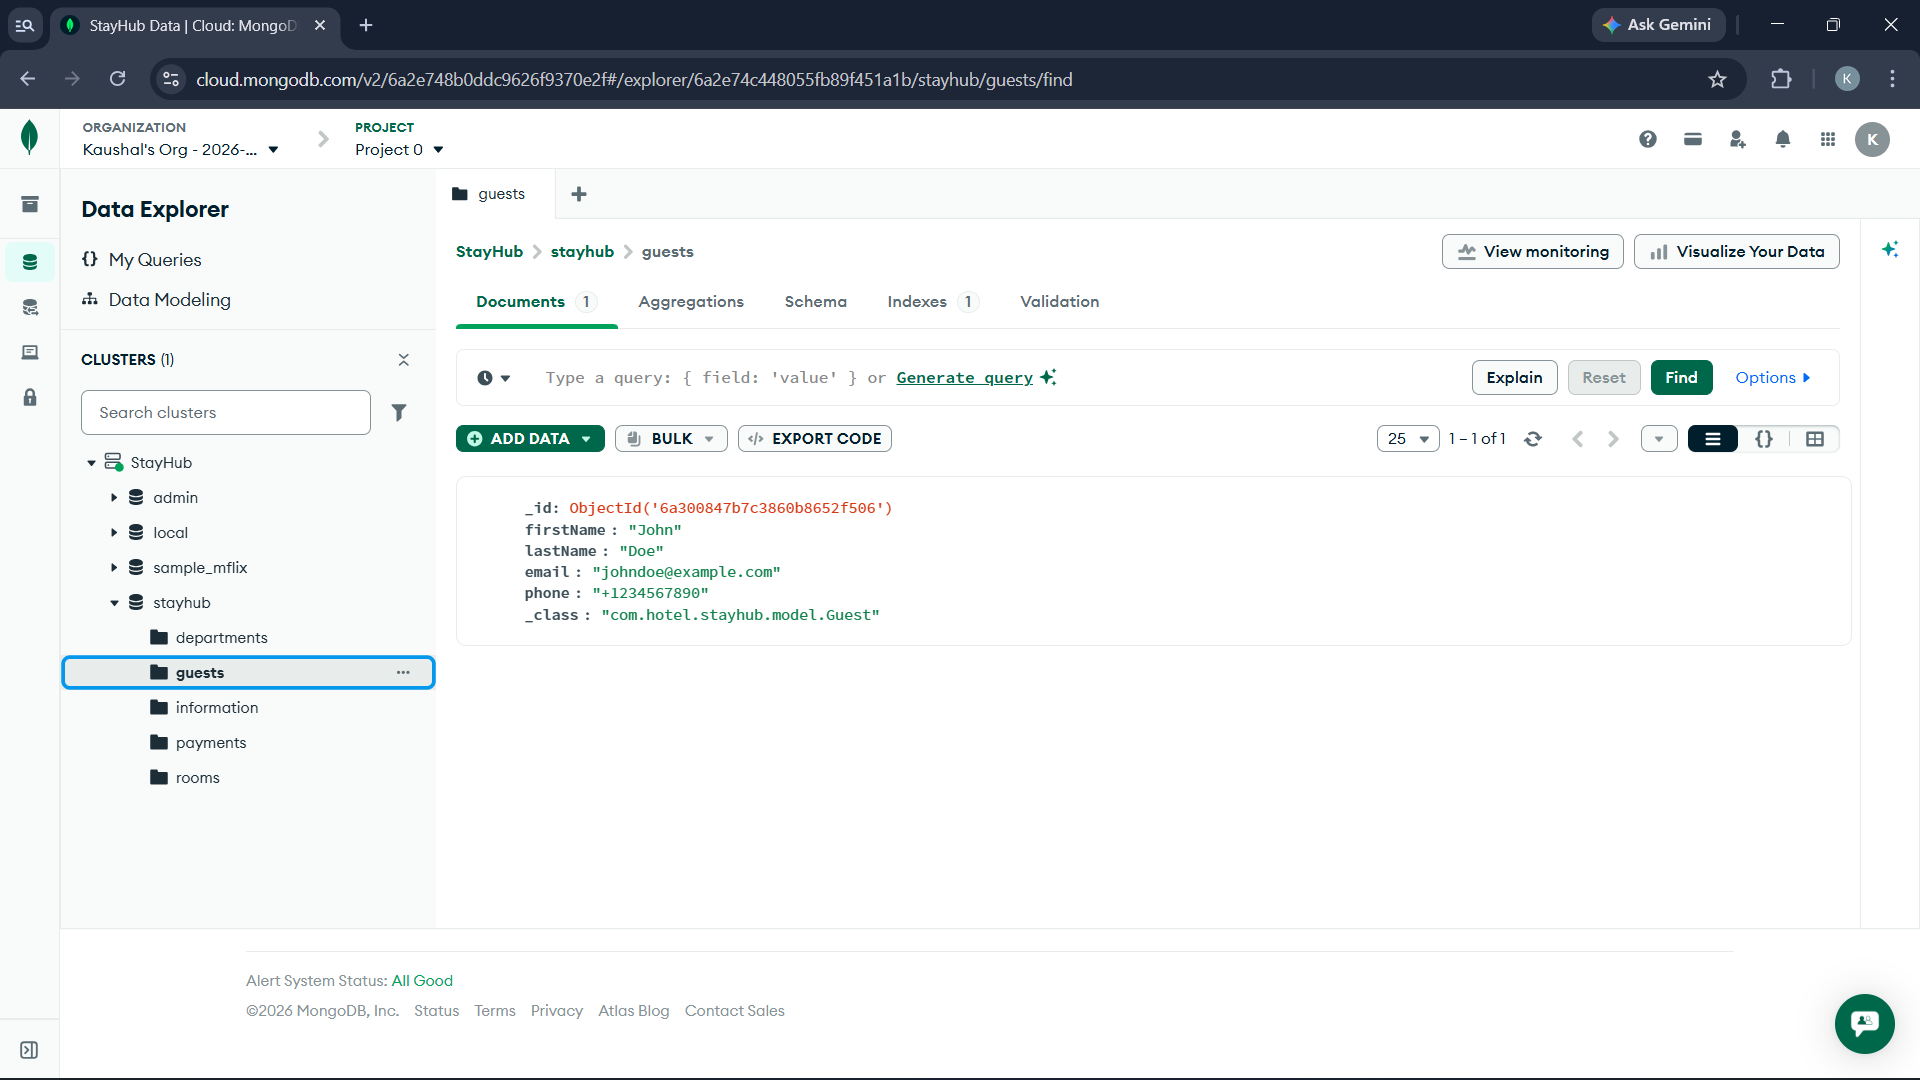 StayHub Data | Cloud: MongoD
Ask Gemini
cloud.mongodb.com/v2/6a2e748b0ddc9626f9370e2f#/explorer/6a2e74c448055fb89f451a1b/stayhub/guests/find
K
ORGANIZATION
Kaushal's Org - 2026-...
PROJECT
Project 0
K
Data Explorer
My Queries
Data Modeling
CLUSTERS (1)
Search clusters
StayHub
admin
local
sample_mflix
stayhub
departments
guests
information
payments
rooms
guests
StayHub > stayhub > guests
View monitoring
Visualize Your Data
Documents 1
Aggregations
Schema
Indexes 1
Validation
Type a query: { field: 'value' } or Generate query
Explain
Reset
Find
Options
ADD DATA
BULK
EXPORT CODE
25
1 – 1 of 1
_id: ObjectId('6a300847b7c3860b8652f506')
firstName : "John"
lastName : "Doe"
email : "johndoe@example.com"
phone : "+1234567890"
_class : "com.hotel.stayhub.model.Guest"
Alert System Status: All Good
©2026 MongoDB, Inc. Status Terms Privacy Atlas Blog Contact Sales